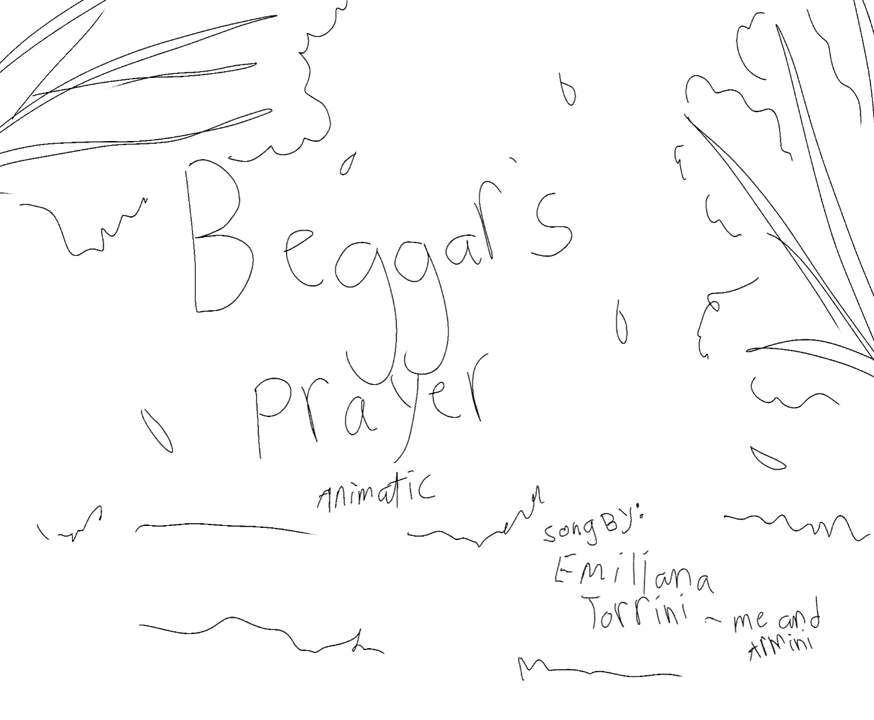 Beggar's
prayer
Animatic
song By:
Emiliana
Torrini ~ me and
Armini